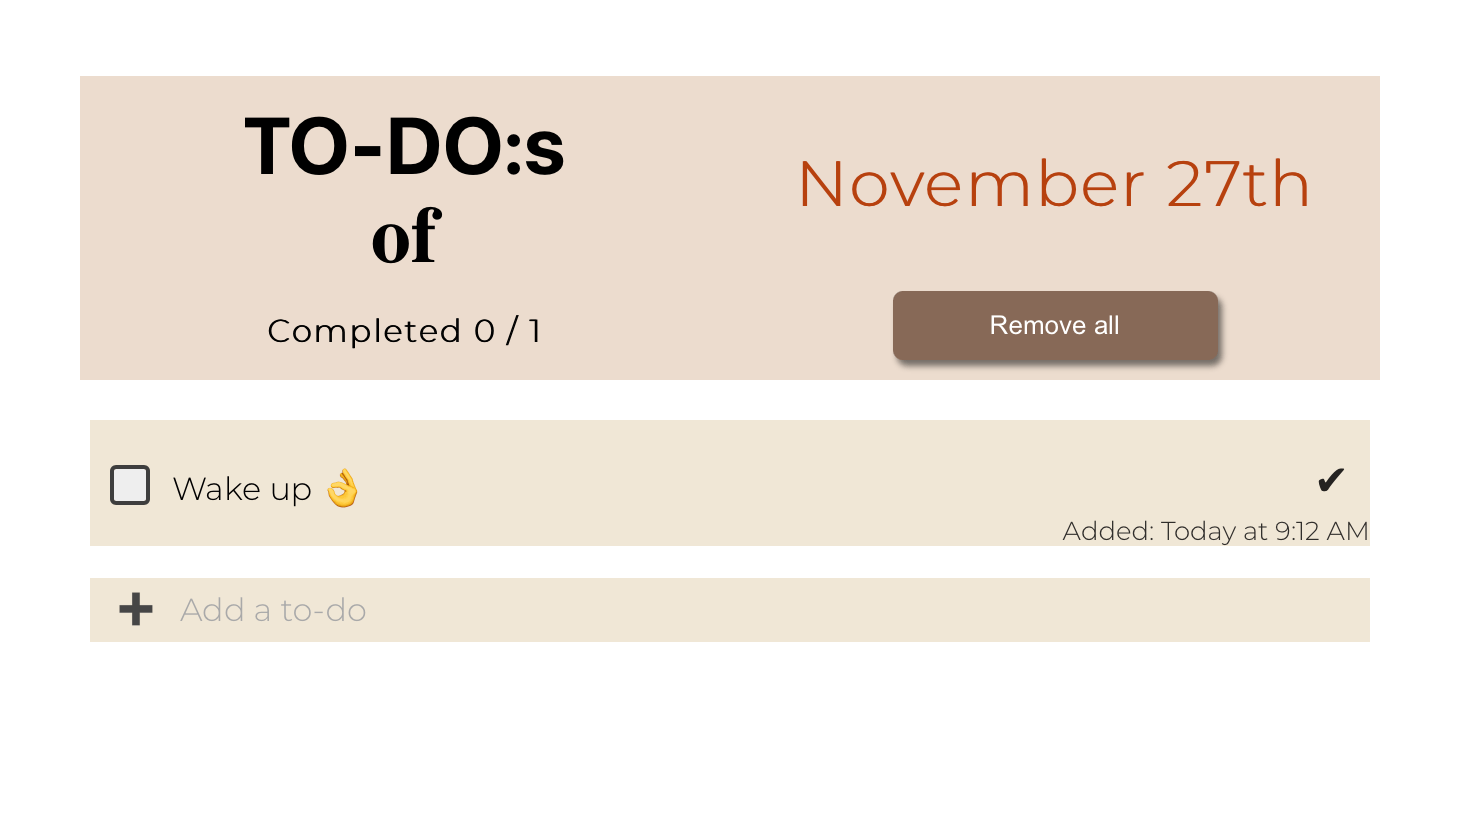 TO-DO:s
of
November 27th
Completed 0 / 1
Remove all
Wake up 👌
✔
Added: Today at 9:12 AM
➕ Add a to-do